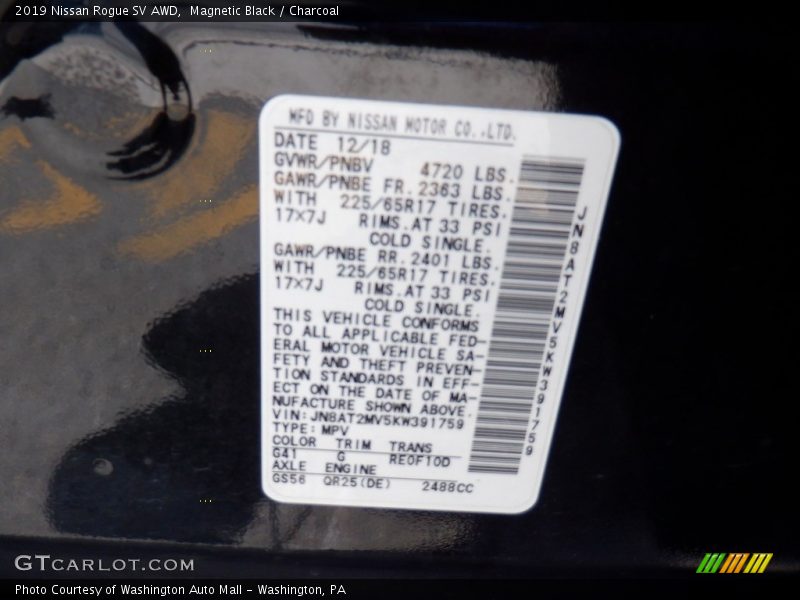 2019 Nissan Rogue SV AWD,  Magnetic Black / Charcoal
MFD BY NISSAN MOTOR CO.,LTD.
DATE 12/18
GVWR/PNBV 4720 LBS.
GAWR/PNBE FR. 2363 LBS.
WITH 225/65R17 TIRES.
17×7J RIMS. AT 33 PSI
COLD SINGLE.
GAWR/PNBE RR. 2401 LBS.
WITH 225/65R17 TIRES.
17×7J RIMS. AT 33 PSI
COLD SINGLE.
THIS VEHICLE CONFORMS
TO ALL APPLICABLE FED-
ERAL MOTOR VEHICLE SA-
FETY AND THEFT PREVEN-
TION STANDARDS IN EFF-
ECT ON THE DATE OF MA-
NUFACTURE SHOWN ABOVE.
VIN:JN8AT2MV5KW391759
TYPE:MPV
COLOR TRIM TRANS
G41 G RE0F10D
AXLE ENGINE
GS56 QR25(DE) 2488CC
JN8AT2MV5KW391759
GTCARLOT.COM
Photo Courtesy of Washington Auto Mall - Washington, PA